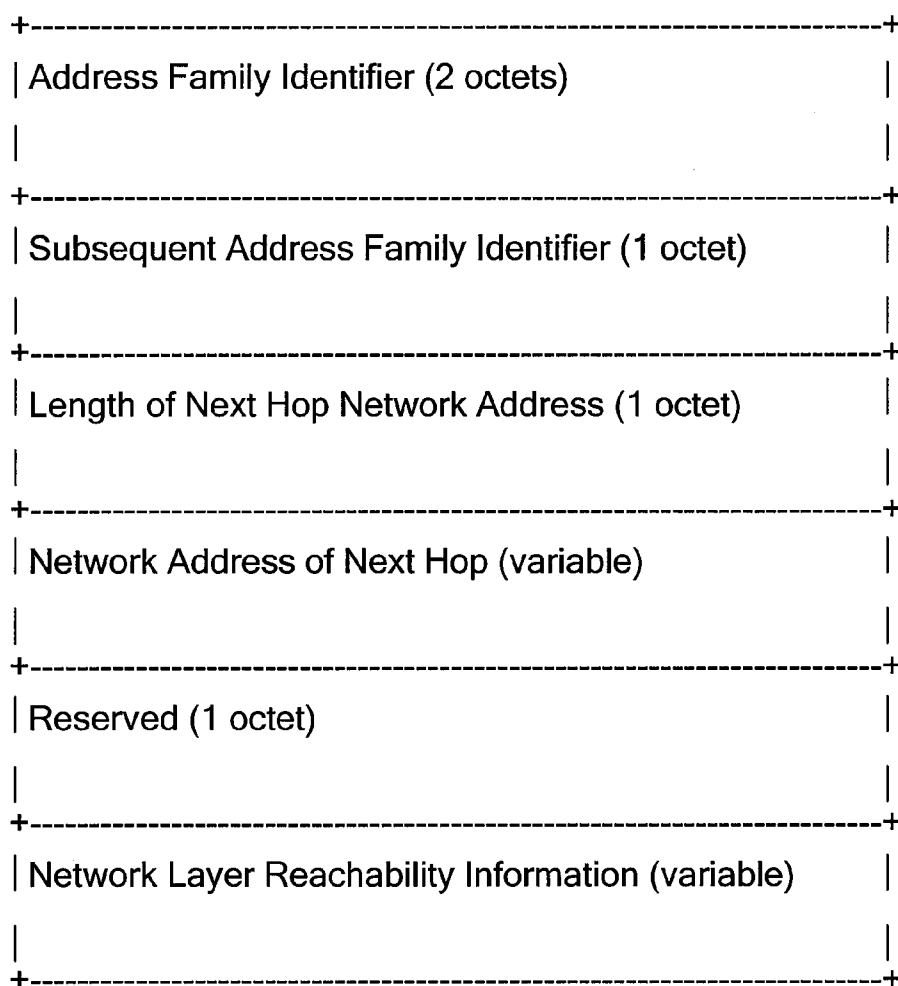 +---------------------------------------------------------+
| Address Family Identifier (2 octets) |
| |
+---------------------------------------------------------+
| Subsequent Address Family Identifier (1 octet) |
| |
+---------------------------------------------------------+
| Length of Next Hop Network Address (1 octet) |
| |
+---------------------------------------------------------+
| Network Address of Next Hop (variable) |
| |
+---------------------------------------------------------+
| Reserved (1 octet) |
| |
+---------------------------------------------------------+
| Network Layer Reachability Information (variable) |
| |
+---------------------------------------------------------+